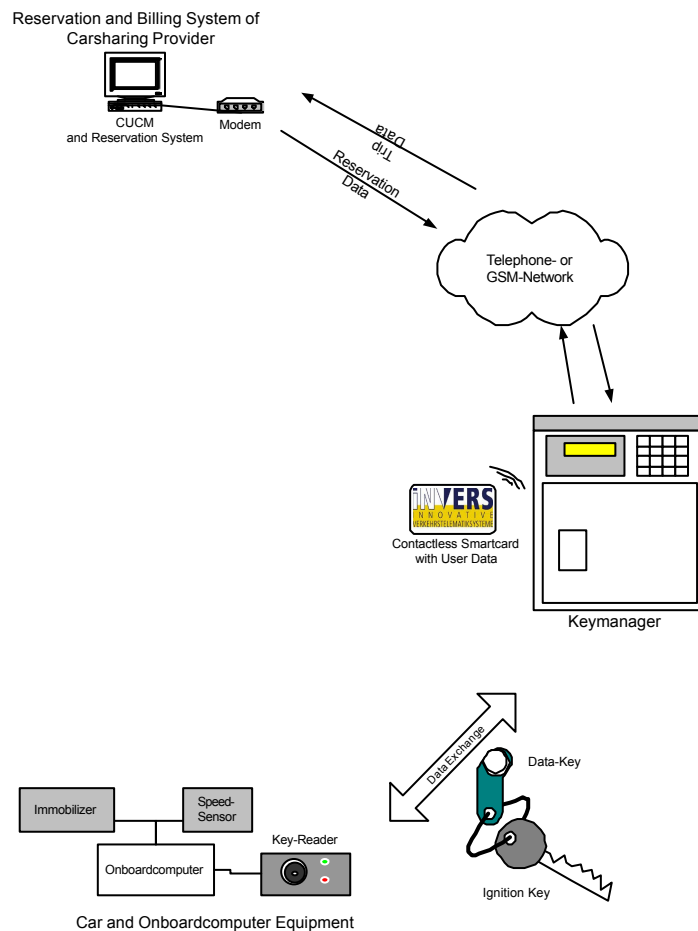 Reservation and Billing System of
Carsharing Provider
CUCM
and Reservation System
Modem
Trip
Data
Reservation
Data
Telephone- or
GSM-Network
iNVERS
INNOVATIVE
VERKEHRSTELEMATIKSYSTEME
Contactless Smartcard
with User Data
Keymanager
Data Exchange
Data-Key
Ignition Key
Immobilizer
Speed-
Sensor
Key-Reader
Onboardcomputer
Car and Onboardcomputer Equipment